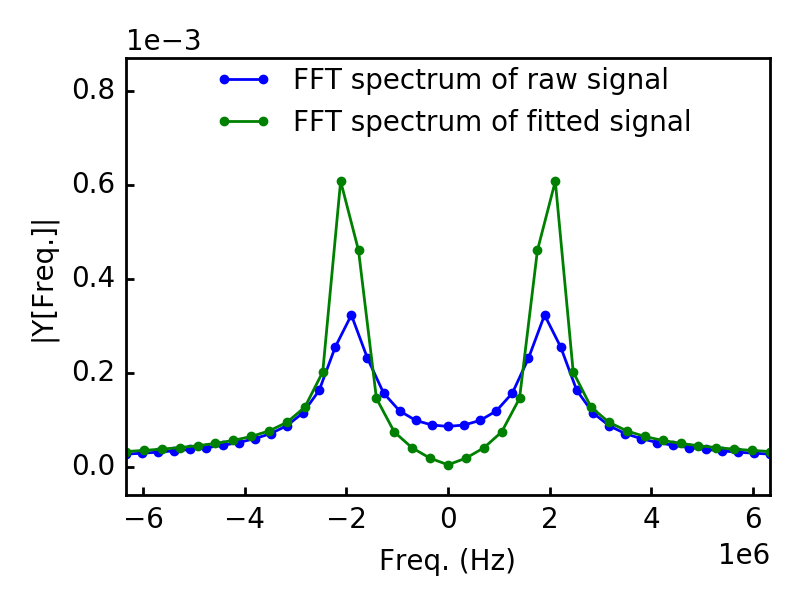 1e−3
FFT spectrum of raw signal
FFT spectrum of fitted signal
0.8
0.6
0.4
0.2
0.0
|Y[Freq.]|
−6 −4 −2 0 2 4 6
1e6
Freq. (Hz)